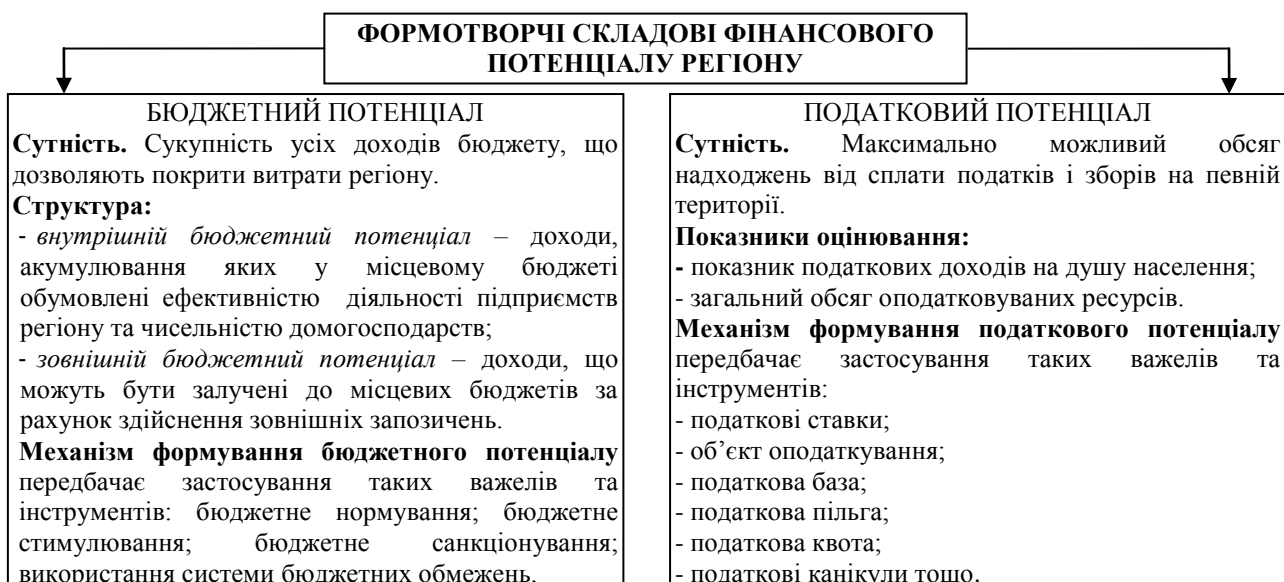 ФОРМОТВОРЧІ СКЛАДОВІ ФІНАНСОВОГО
ПОТЕНЦІАЛУ РЕГІОНУ
БЮДЖЕТНИЙ ПОТЕНЦІАЛ
Сутність. Сукупність усіх доходів бюджету, що
дозволяють покрити витрати регіону.
Структура:
- внутрішній бюджетний потенціал – доходи,
акумулювання яких у місцевому бюджеті
обумовлені ефективністю діяльності підприємств
регіону та чисельністю домогосподарств;
- зовнішній бюджетний потенціал – доходи, що
можуть бути залучені до місцевих бюджетів за
рахунок здійснення зовнішніх запозичень.
Механізм формування бюджетного потенціалу
передбачає застосування таких важелів та
інструментів: бюджетне нормування; бюджетне
стимулювання; бюджетне санкціонування;
використання системи бюджетних обмежень.
ПОДАТКОВИЙ ПОТЕНЦІАЛ
Сутність. Максимально можливий обсяг
надходжень від сплати податків і зборів на певній
території.
Показники оцінювання:
- показник податкових доходів на душу населення;
- загальний обсяг оподатковуваних ресурсів.
Механізм формування податкового потенціалу
передбачає застосування таких важелів та
інструментів:
- податкові ставки;
- об’єкт оподаткування;
- податкова база;
- податкова пільга;
- податкова квота;
- податкові канікули тощо.